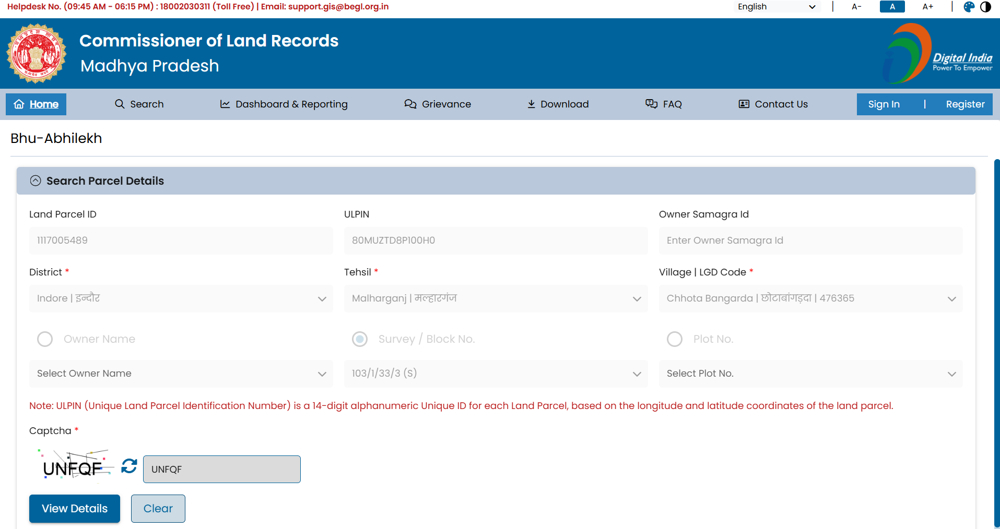 Helpdesk No. (09:45 AM - 06:15 PM) : 18002030311 (Toll Free) | Email: support.gis@begl.org.in
English | A- A A+ |
Commissioner of Land Records
Madhya Pradesh
Digital India
Power To Empower
Home Search Dashboard & Reporting Grievance Download FAQ Contact Us Sign In | Register
Bhu-Abhilekh
Search Parcel Details
Land Parcel ID ULPIN Owner Samagra Id
1117005489 80MUZTD8P100H0 Enter Owner Samagra Id
District * Tehsil * Village | LGD Code *
Indore | इन्दौर Malharganj | मल्हारगंज Chhota Bangarda | छोटाबांगड़दा | 476365
Owner Name Survey / Block No. Plot No.
Select Owner Name 103/1/33/3 (S) Select Plot No.
Note: ULPIN (Unique Land Parcel Identification Number) is a 14-digit alphanumeric Unique ID for each Land Parcel, based on the longitude and latitude coordinates of the land parcel.
Captcha *
UNFQF UNFQF
View Details Clear